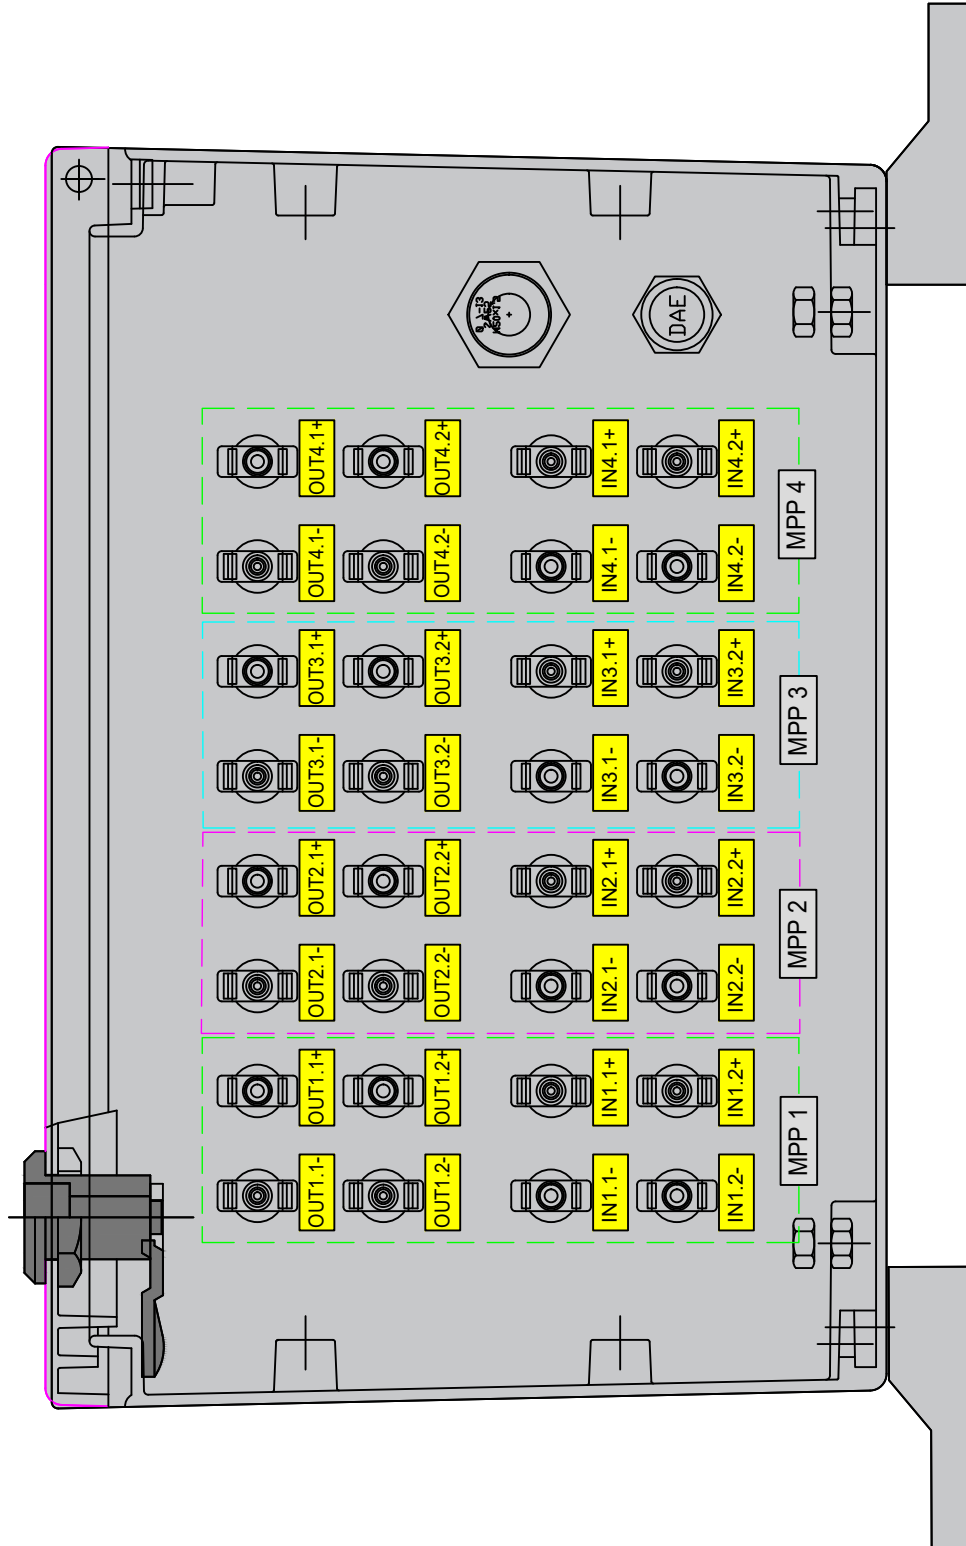 DAE
OUT4.1+
OUT4.2+
IN4.1+
IN4.2+
OUT4.1-
OUT4.2-
IN4.1-
IN4.2-
MPP 4
OUT3.1+
OUT3.2+
IN3.1+
IN3.2+
OUT3.1-
OUT3.2-
IN3.1-
IN3.2-
MPP 3
OUT2.1+
OUT2.2+
IN2.1+
IN2.2+
OUT2.1-
OUT2.2-
IN2.1-
IN2.2-
MPP 2
OUT1.1+
OUT1.2+
IN1.1+
IN1.2+
OUT1.1-
OUT1.2-
IN1.1-
IN1.2-
MPP 1